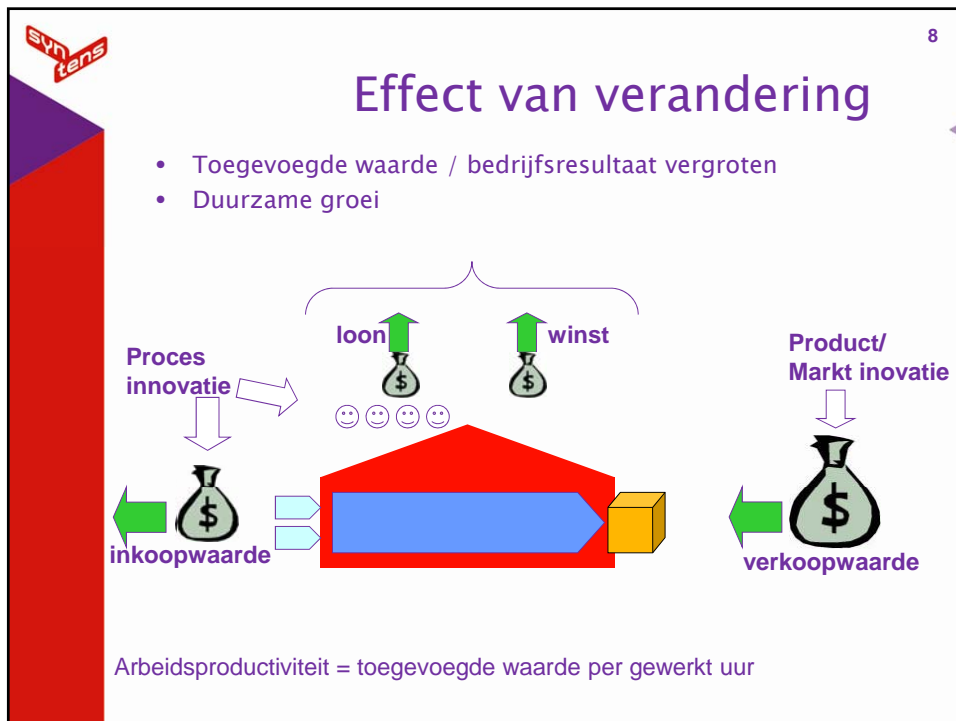 syn
tens
8
Effect van verandering
• Toegevoegde waarde / bedrijfsresultaat vergroten
• Duurzame groei
loon
winst
Proces
innovatie
Product/
Markt inovatie
$
$
$
$
inkoopwaarde
verkoopwaarde
Arbeidsproductiviteit = toegevoegde waarde per gewerkt uur